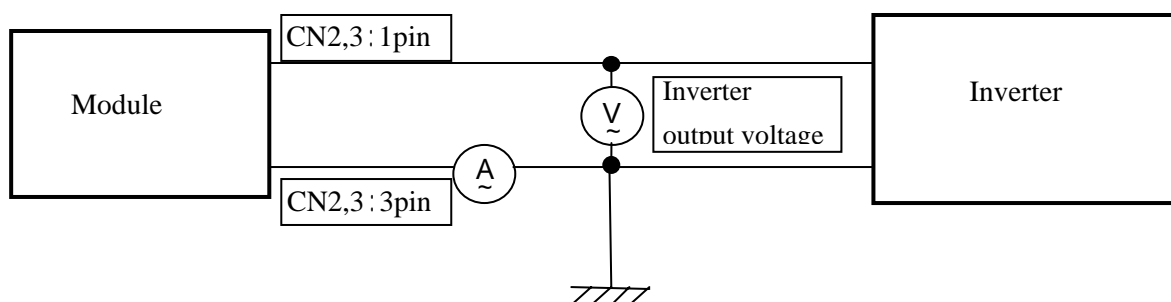 CN2,3：1pin
Module
V
~
Inverter
output voltage
Inverter
A
~
CN2,3：3pin